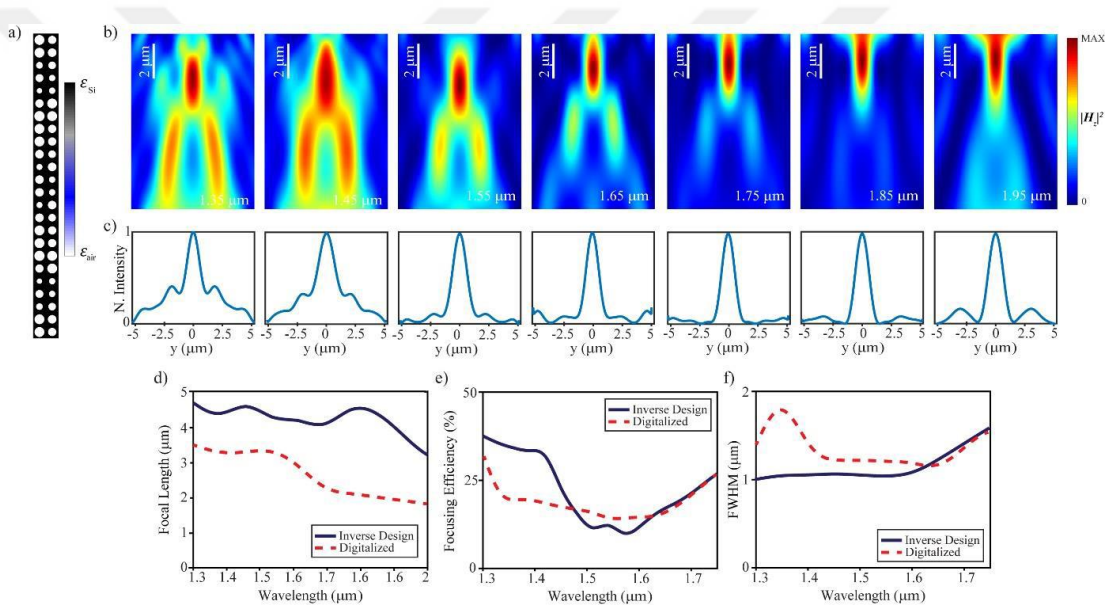 a)
ε_Si
ε_air
b)
2 μm
1.35 μm
2 μm
1.45 μm
2 μm
1.55 μm
2 μm
1.65 μm
2 μm
1.75 μm
2 μm
1.85 μm
2 μm
1.95 μm
MAX
|H_z|²
0
c)
N. Intensity
1
0
-5 -2.5 0 2.5 5
y (μm)
-5 -2.5 0 2.5 5
y (μm)
-5 -2.5 0 2.5 5
y (μm)
-5 -2.5 0 2.5 5
y (μm)
-5 -2.5 0 2.5 5
y (μm)
-5 -2.5 0 2.5 5
y (μm)
-5 -2.5 0 2.5 5
y (μm)
d)
Focal Length (μm)
5
4
3
2
1
0
Inverse Design
Digitalized
1.3 1.4 1.5 1.6 1.7 1.6 1.6 2
Wavelength (μm)
e)
Focusing Efficiency (%)
50
25
0
Inverse Design
Digitalized
1.3 1.4 1.5 1.6 1.7
Wavelength (μm)
f)
FWHM (μm)
2
1
0
Inverse Design
Digitalized
1.3 1.4 1.5 1.6 1.7
Wavelength (μm)